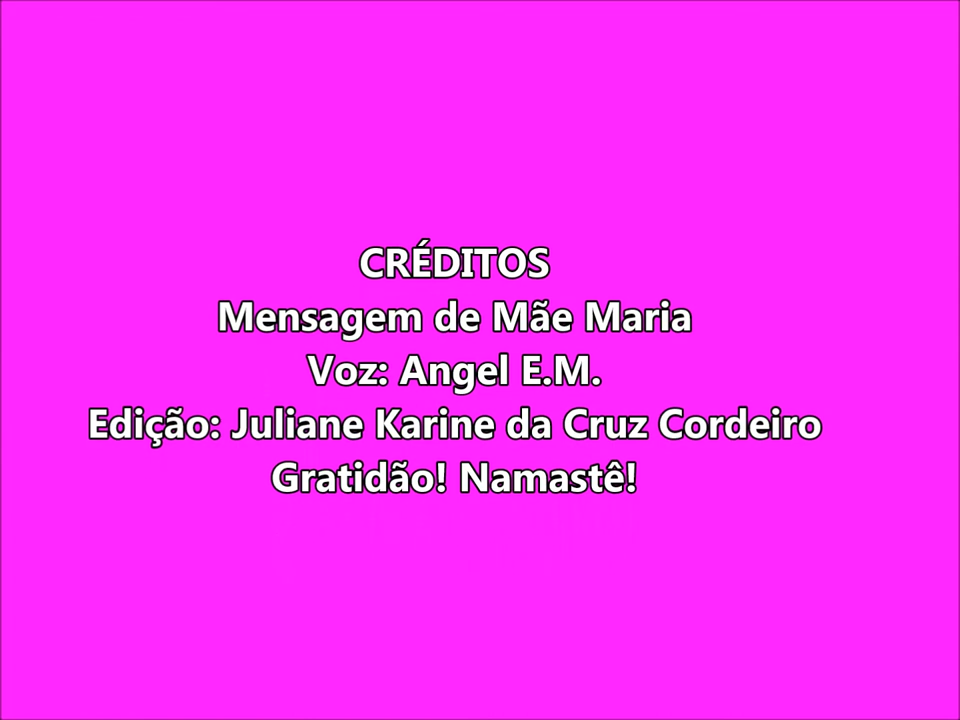 CRÉDITOS
Mensagem de Mãe Maria
Voz: Angel E.M.
Edição: Juliane Karine da Cruz Cordeiro
Gratidão! Namastê!